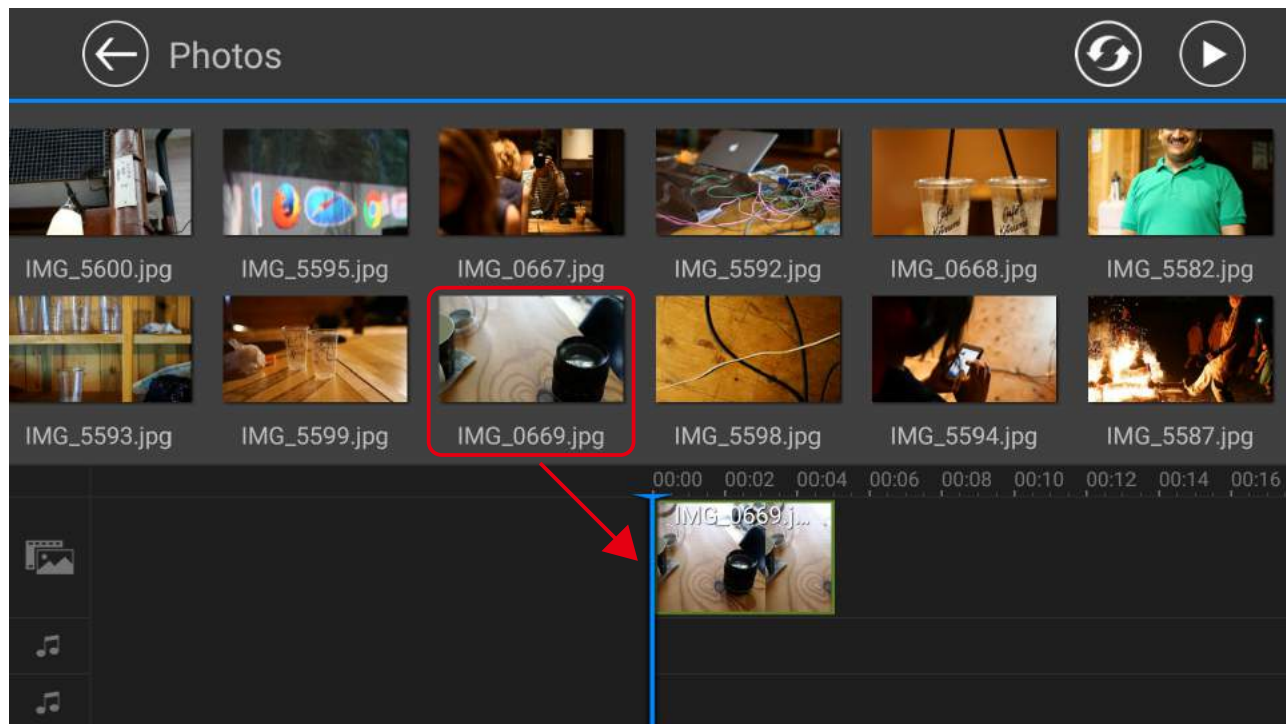 Photos
IMG_5600.jpg IMG_5595.jpg IMG_0667.jpg IMG_5592.jpg IMG_0668.jpg IMG_5582.jpg
IMG_5593.jpg IMG_5599.jpg IMG_0669.jpg IMG_5598.jpg IMG_5594.jpg IMG_5587.jpg
00:00 00:02 00:04 00:06 00:08 00:10 00:12 00:14 00:16
IMG_0669.j...